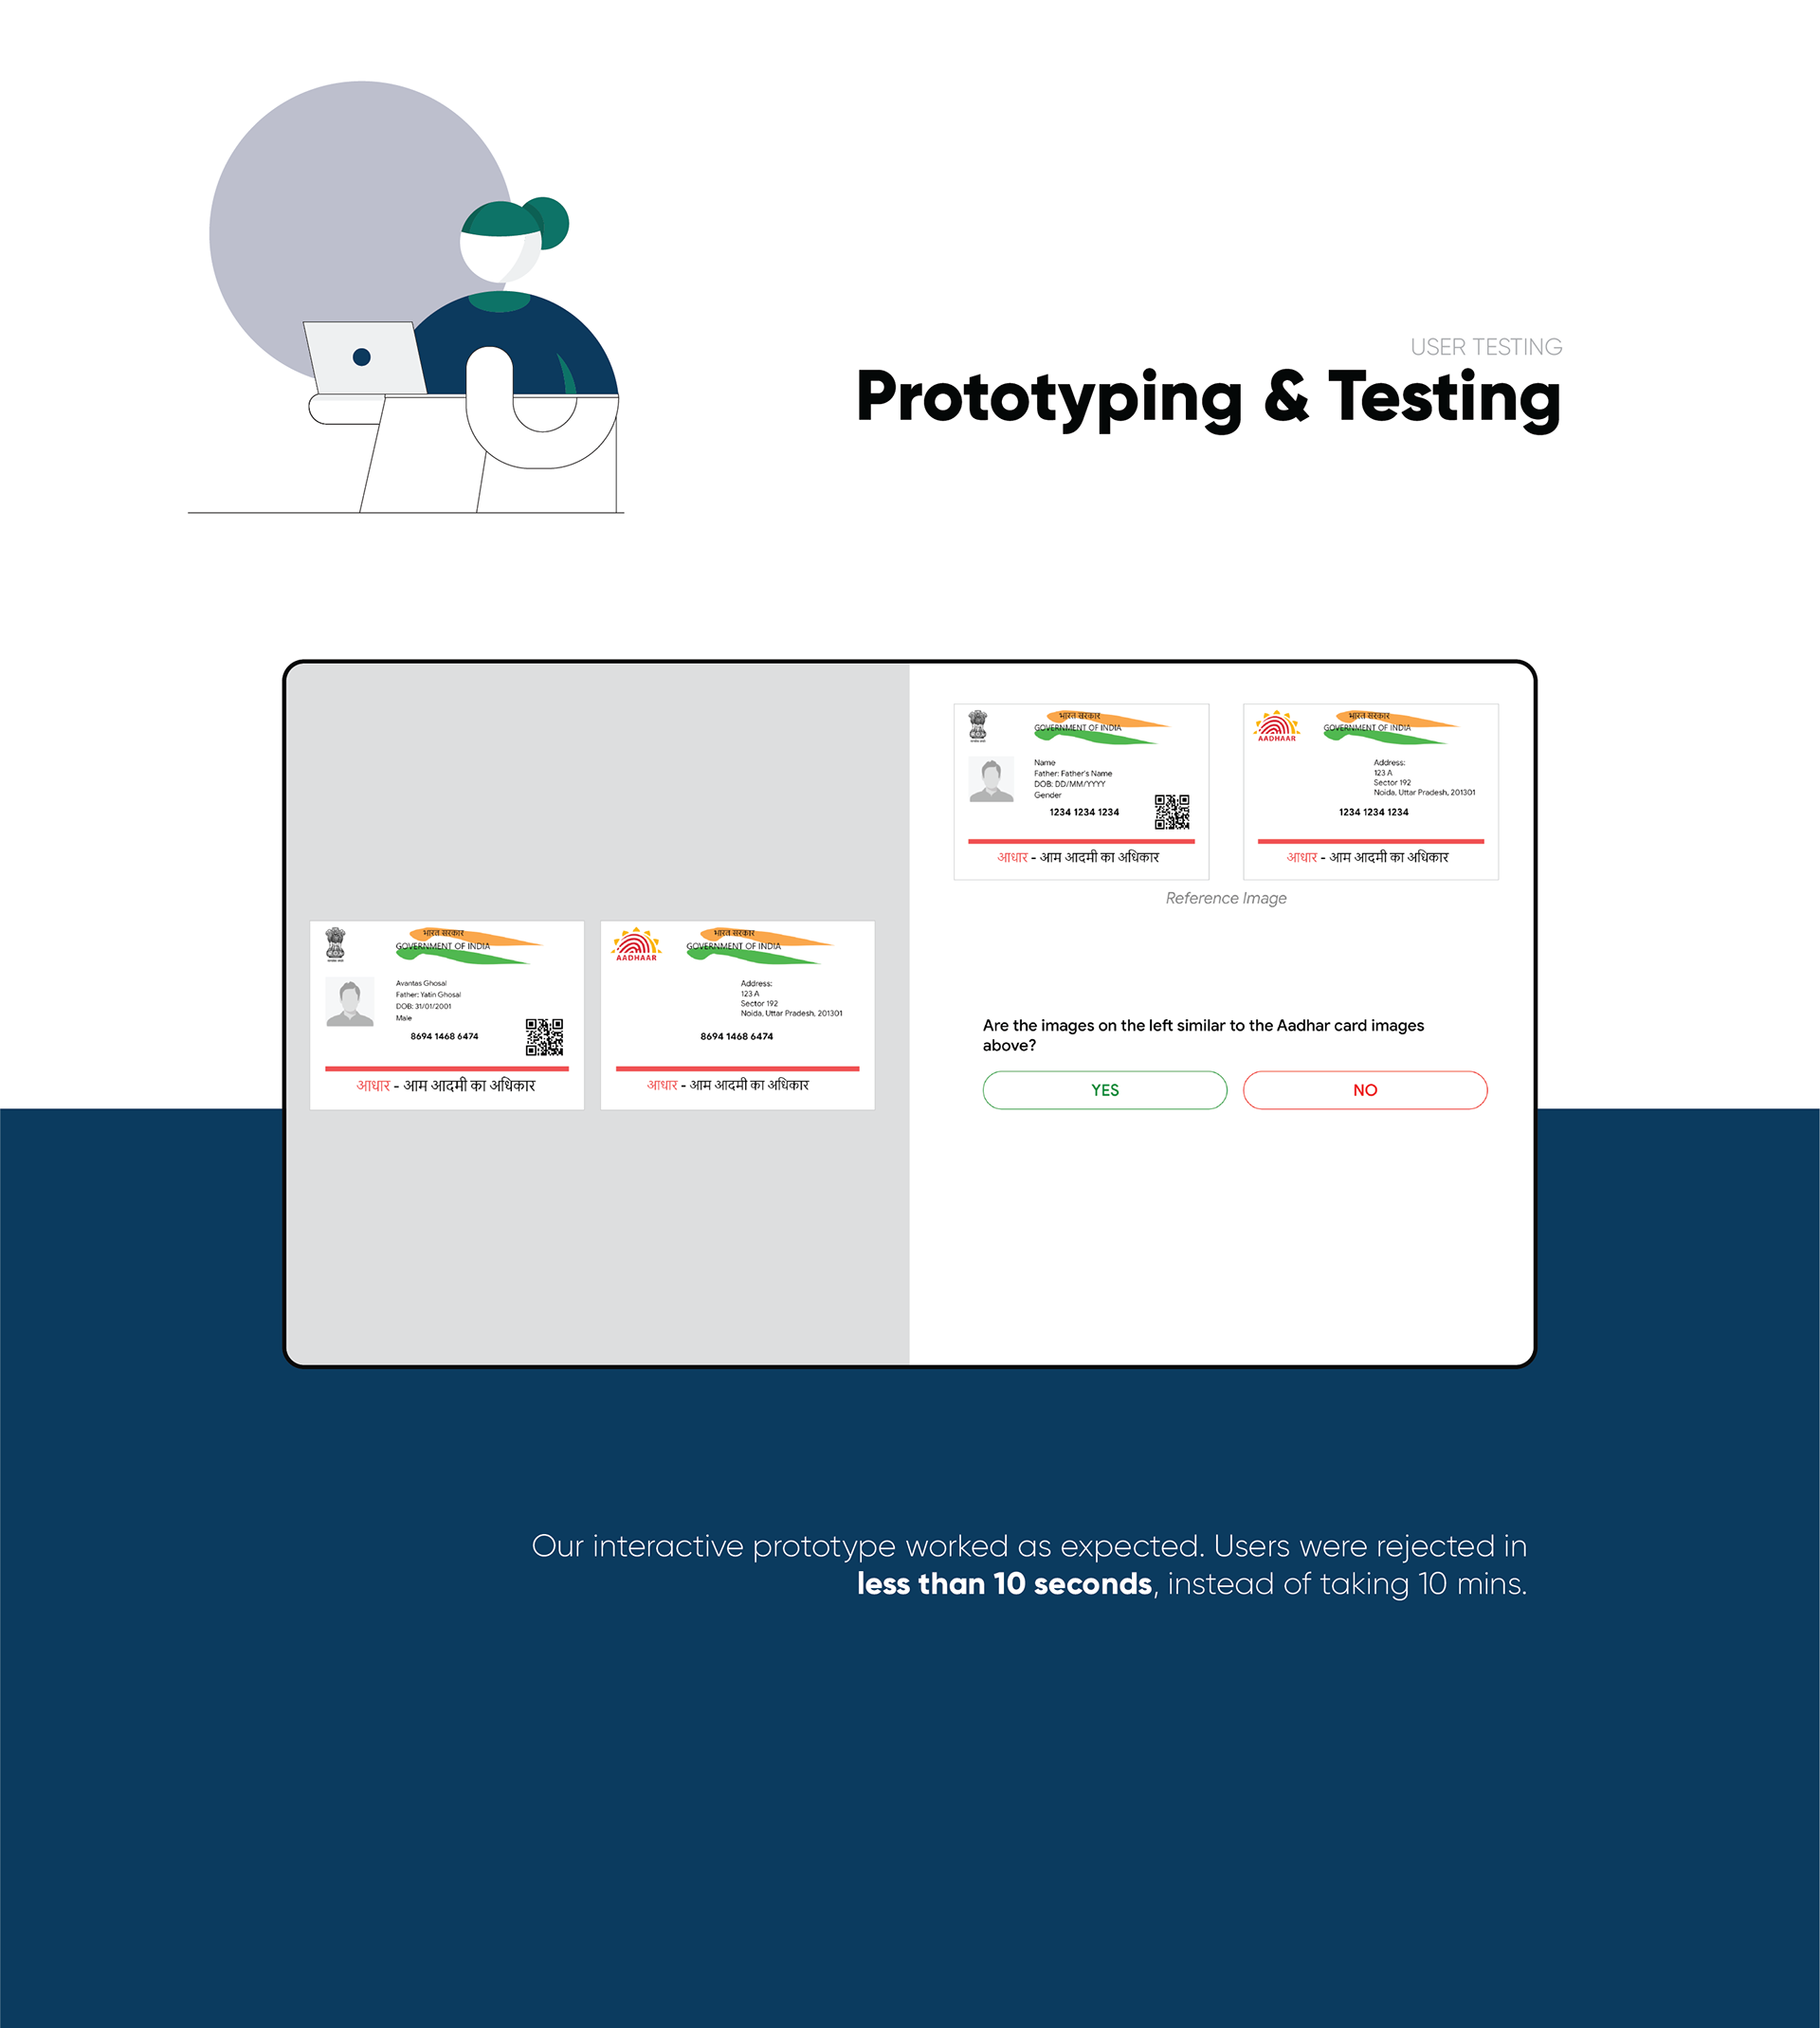 USER TESTING
Prototyping & Testing
भारत सरकार
GOVERNMENT OF INDIA
Avantas Ghosal
Father: Yatin Ghosal
DOB: 31/01/2001
Male
8694 1468 6474
आधार - आम आदमी का अधिकार
AADHAAR
भारत सरकार
GOVERNMENT OF INDIA
Address:
123 A
Sector 192
Noida, Uttar Pradesh, 201301
8694 1468 6474
आधार - आम आदमी का अधिकार
भारत सरकार
GOVERNMENT OF INDIA
Name
Father: Father's Name
DOB: DD/MM/YYYY
Gender
1234 1234 1234
आधार - आम आदमी का अधिकार
AADHAAR
भारत सरकार
GOVERNMENT OF INDIA
Address:
123 A
Sector 192
Noida, Uttar Pradesh, 201301
1234 1234 1234
आधार - आम आदमी का अधिकार
Reference Image
Are the images on the left similar to the Aadhar card images
above?
YES
NO
Our interactive prototype worked as expected. Users were rejected in
less than 10 seconds, instead of taking 10 mins.